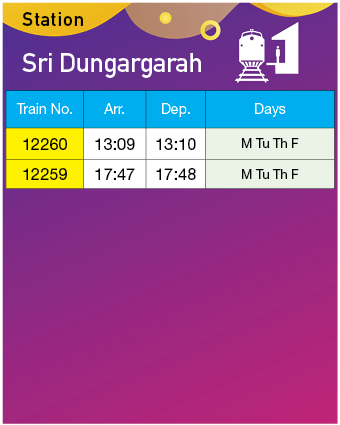 Station
Sri Dungargarah
Train No. Arr. Dep. Days
12260 13:09 13:10 M Tu Th F
12259 17:47 17:48 M Tu Th F